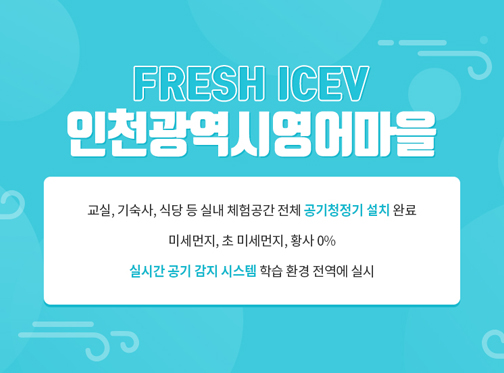 FRESH ICEV
인천광역시영어마을
교실, 기숙사, 식당 등 실내 체험공간 전체 공기청정기 설치 완료
미세먼지, 초 미세먼지, 황사 0%
실시간 공기 감지 시스템 학습 환경 전역에 실시